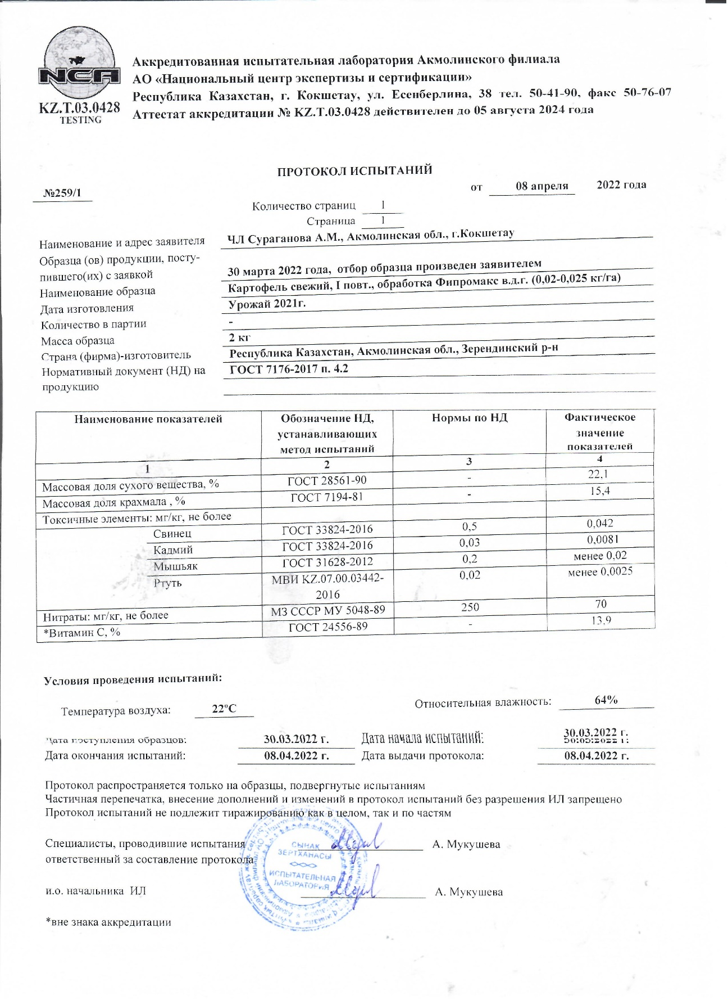 NCA
KZ.T.03.0428
TESTING
Аккредитованная испытательная лаборатория Акмолинского филиала
АО «Национальный центр экспертизы и сертификации»
Республика Казахстан, г. Кокшетау, ул. Есенберлина, 38 тел. 50-41-90, факс 50-76-07
Аттестат аккредитации № KZ.T.03.0428 действителен до 05 августа 2024 года
ПРОТОКОЛ ИСПЫТАНИЙ
№259/1 от 08 апреля 2022 года
Количество страниц 1
Страница 1
Наименование и адрес заявителя ЧЛ Сураганова А.М., Акмолинская обл., г.Кокшетау
Образца (ов) продукции, посту-
пившего(их) с заявкой 30 марта 2022 года, отбор образца произведен заявителем
Наименование образца Картофель свежий, I повт., обработка Фипромакс в.д.г. (0,02-0,025 кг/га)
Дата изготовления Урожай 2021г.
Количество в партии -
Масса образца 2 кг
Страна (фирма)-изготовитель Республика Казахстан, Акмолинская обл., Зерендинский р-н
Нормативный документ (НД) на ГОСТ 7176-2017 п. 4.2
продукцию
Наименование показателей Обозначение НД, Нормы по НД Фактическое
устанавливающих значение
метод испытаний показателей
1 2 3 4
Массовая доля сухого вещества, % ГОСТ 28561-90 - 22,1
Массовая доля крахмала , % ГОСТ 7194-81 - 15,4
Токсичные элементы: мг/кг, не более
Свинец ГОСТ 33824-2016 0,5 0,042
Кадмий ГОСТ 33824-2016 0,03 0,0081
Мышьяк ГОСТ 31628-2012 0,2 менее 0,02
Ртуть МВИ KZ.07.00.03442- 0,02 менее 0,0025
2016
Нитраты: мг/кг, не более МЗ СССР МУ 5048-89 250 70
*Витамин С, % ГОСТ 24556-89 - 13,9
Условия проведения испытаний:
Температура воздуха: 22°С Относительная влажность: 64%
Дата поступления образцов: 30.03.2022 г. Дата начала испытаний: 30.03.2022 г.
Дата окончания испытаний: 08.04.2022 г. Дата выдачи протокола: 08.04.2022 г.
Протокол распространяется только на образцы, подвергнутые испытаниям
Частичная перепечатка, внесение дополнений и изменений в протокол испытаний без разрешения ИЛ запрещено
Протокол испытаний не подлежит тиражированию как в целом, так и по частям
Специалисты, проводившие испытания А. Мукушева
ответственный за составление протокола
СЫНАК
ЗЕРТХАНАСЫ
ИСПЫТАТЕЛЬНАЯ
ЛАБОРАТОРИЯ
и.о. начальника ИЛ А. Мукушева
*вне знака аккредитации